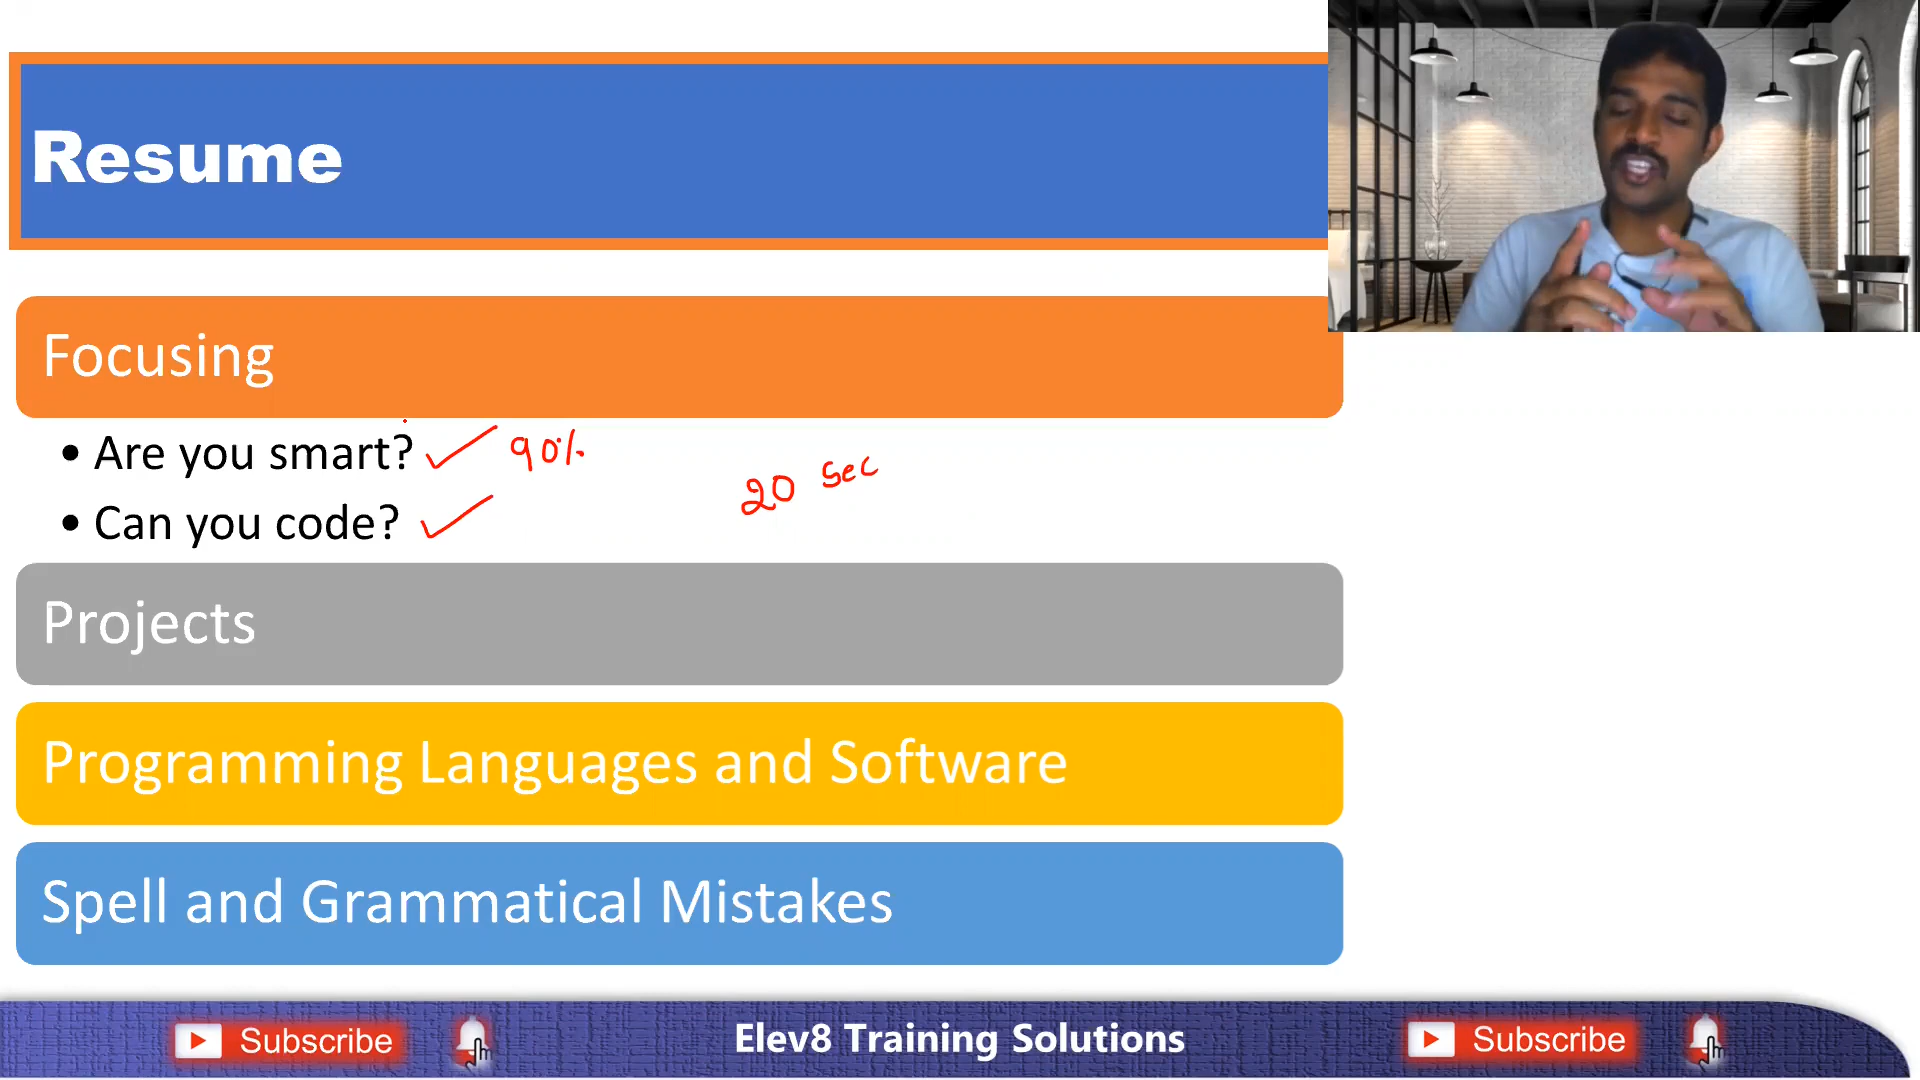 Resume
Focusing
• Are you smart? 90%
20 sec
• Can you code?
Projects
Programming Languages and Software
Spell and Grammatical Mistakes
Subscribe
Elev8 Training Solutions
Subscribe